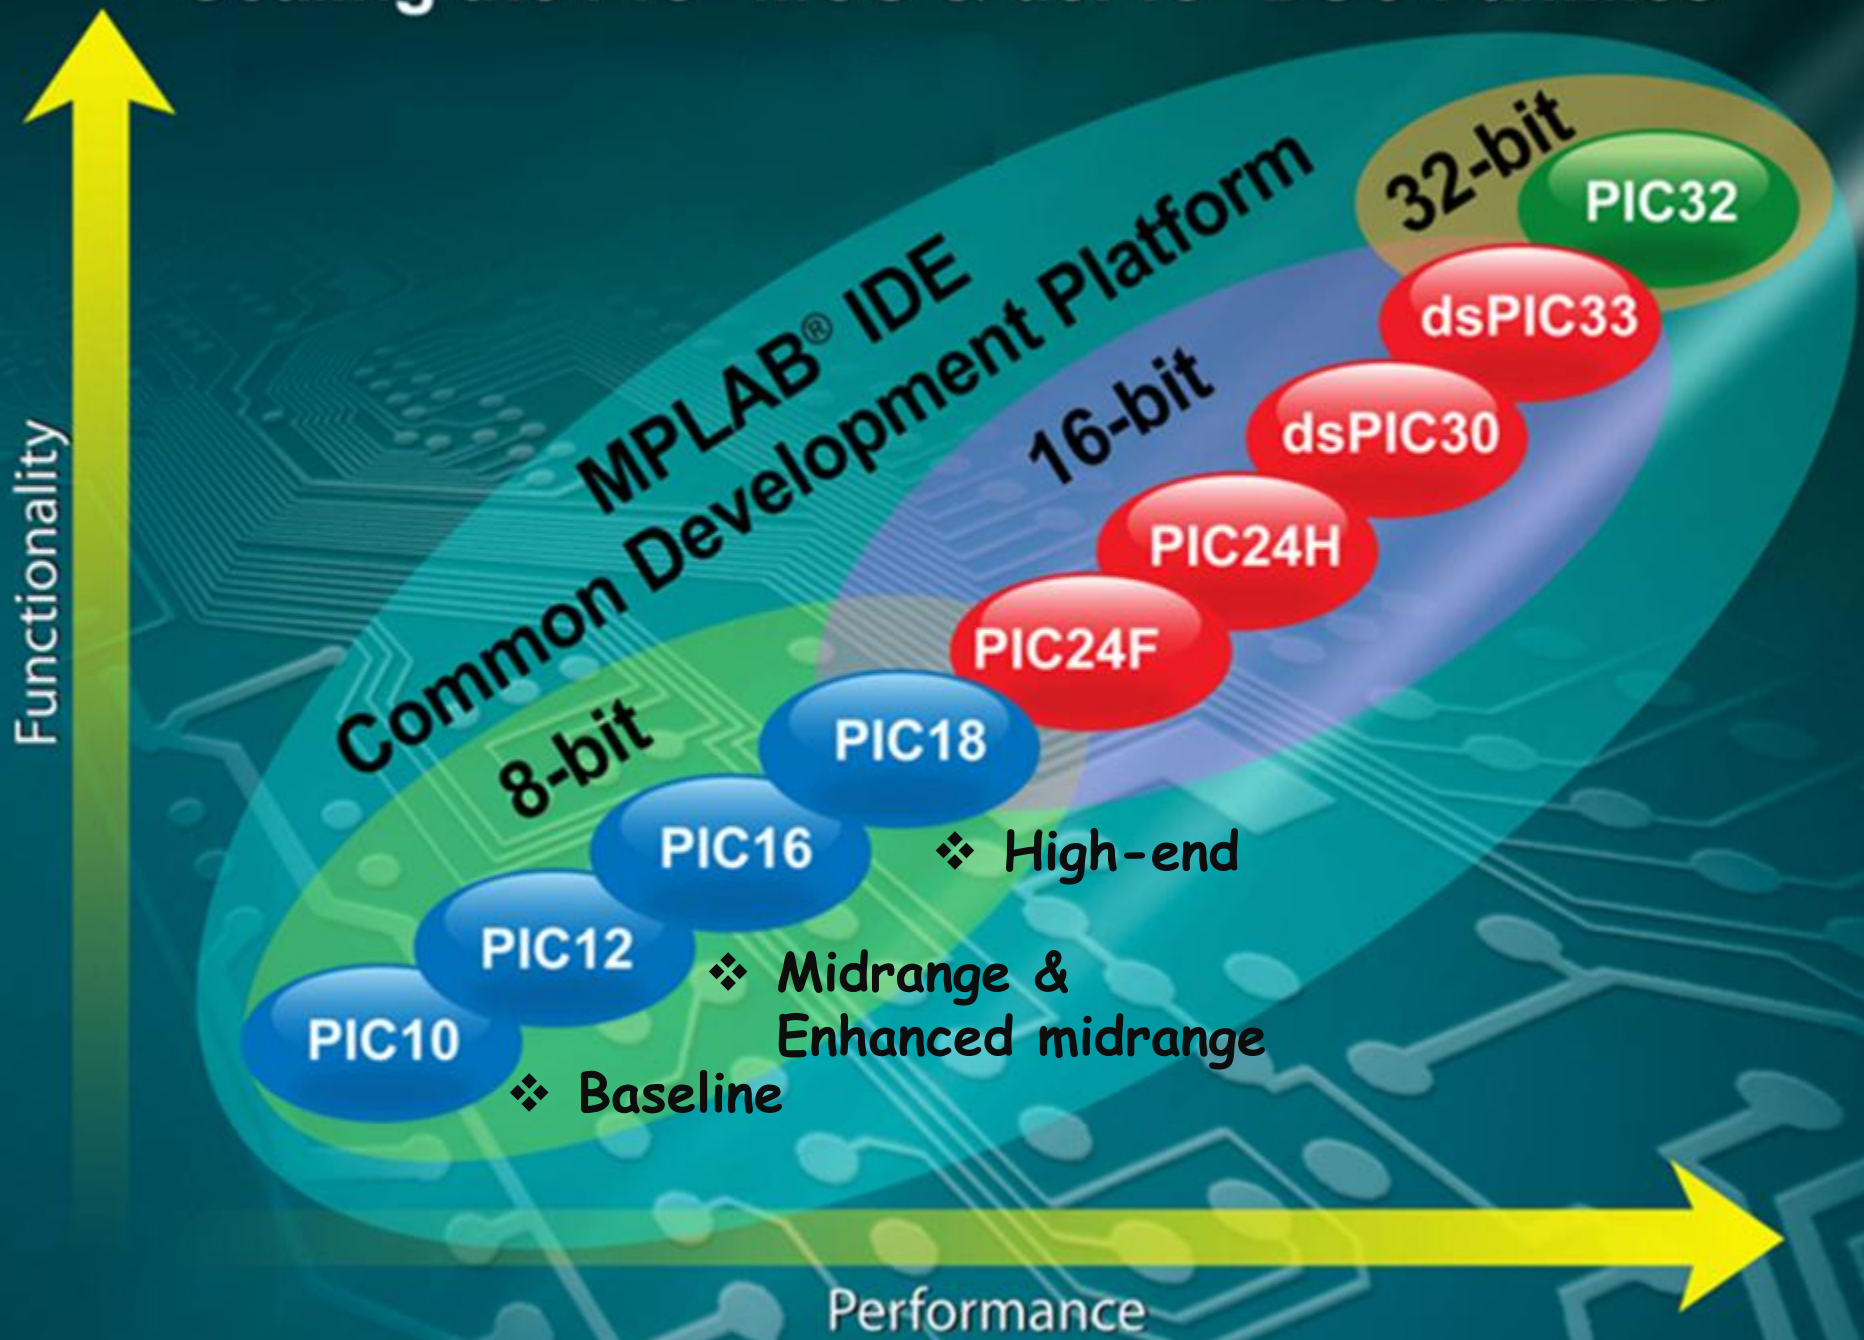 32-bit
PIC32
MPLAB® IDE
Common Development Platform
dsPIC33
16-bit
dsPIC30
PIC24H
PIC24F
8-bit
PIC18
PIC16
❖ High-end
PIC12
❖ Midrange &
Enhanced midrange
PIC10
❖ Baseline
Functionality
Performance